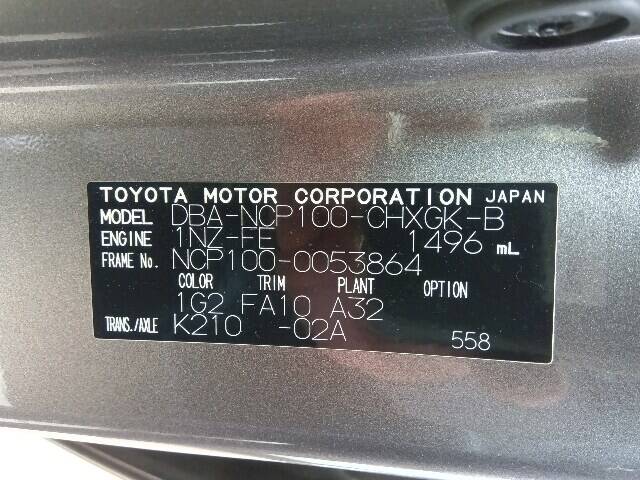 TOYOTA MOTOR CORPORATION JAPAN
MODEL DBA-NCP100-CHXGK-B
ENGINE 1NZ-FE 1496 mL
FRAME No. NCP100-0053864
COLOR TRIM PLANT OPTION
1G2 FA10 A32
TRANS./AXLE K210 -02A 558